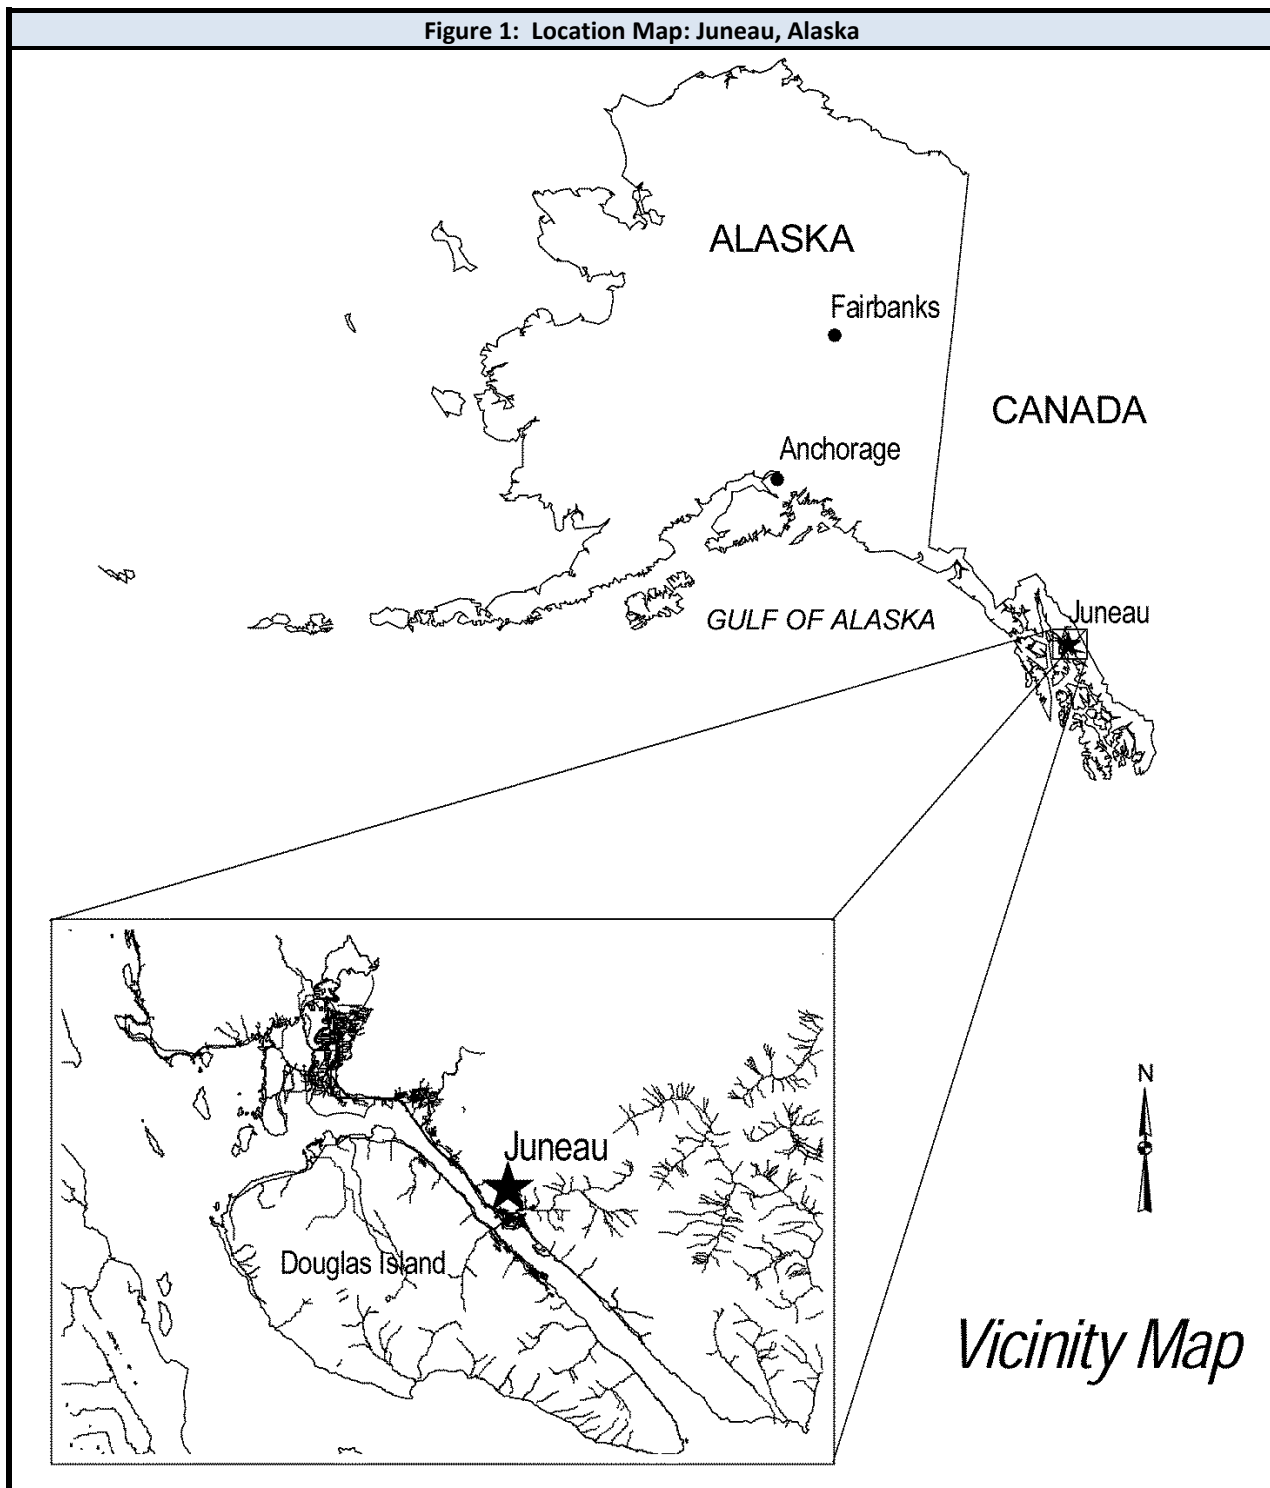 Figure 1:  Location Map: Juneau, Alaska
ALASKA
Fairbanks
CANADA
Anchorage
GULF OF ALASKA
Juneau
N
Juneau
Douglas Island
Vicinity Map